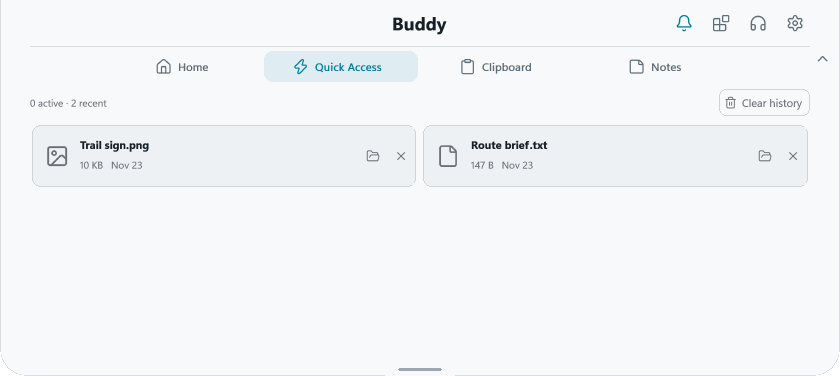 Buddy
Home
Quick Access
Clipboard
Notes
0 active · 2 recent
Clear history
Trail sign.png
10 KB Nov 23
Route brief.txt
147 B Nov 23